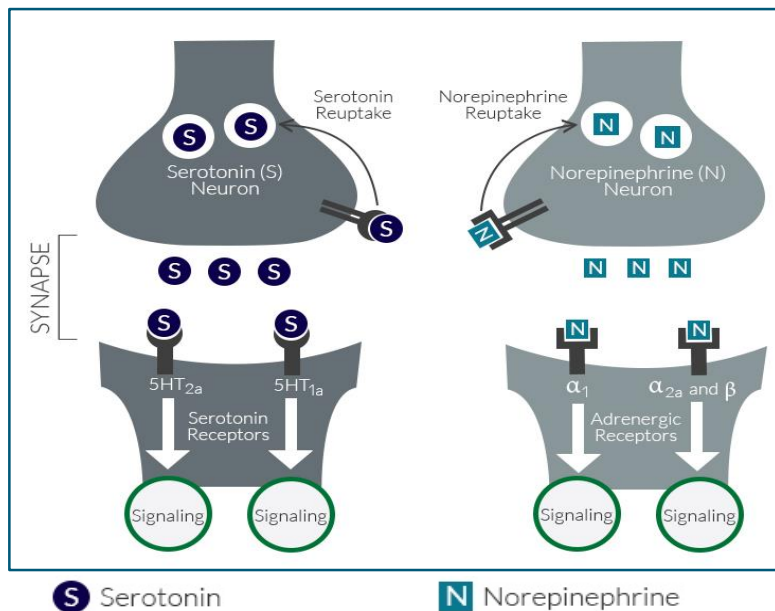 Serotonin
Reuptake
S
S
Serotonin (S)
Neuron
S
Norepinephrine
Reuptake
N
N
Norepinephrine (N)
Neuron
N
SYNAPSE
S S S
N N N
S
S
5HT2a
5HT1a
Serotonin
Receptors
Signaling
Signaling
N
N
α1
α2a and β
Adrenergic
Receptors
Signaling
Signaling
S Serotonin
N Norepinephrine